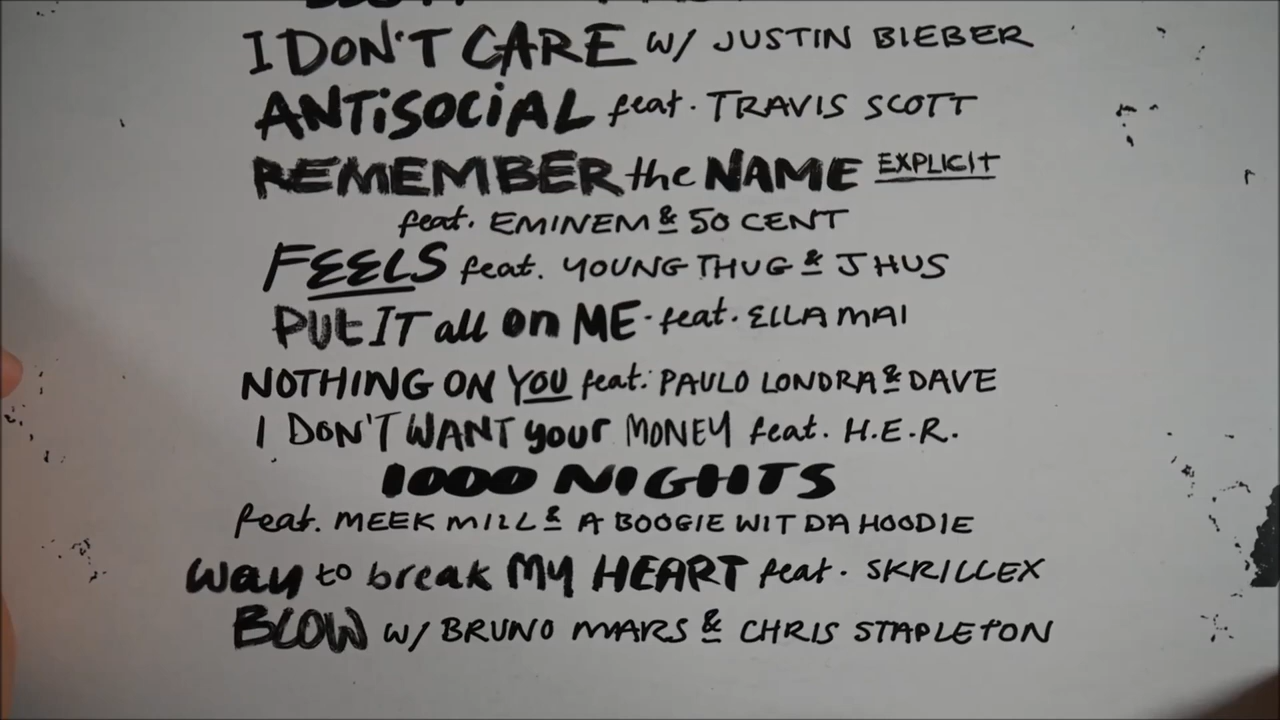 I DON'T CARE w/ JUSTIN BIEBER
ANTiSOCiAL feat. TRAVIS SCOTT
REMEMBER the NAME EXPLICIT
feat. EMINEM & 50 CENT
FEELS feat. YOUNG THUG & J HUS
PUt IT all on ME - feat. ELLA MAI
NOTHING ON YOU feat. PAULO LONDRA & DAVE
I DON'T WANT your MONEY feat. H.E.R.
1000 NIGHTS
feat. MEEK MILL & A BOOGIE WIT DA HOODIE
way to break MY HEART feat. SKRILLEX
BLOW w/ BRUNO MARS & CHRIS STAPLETON